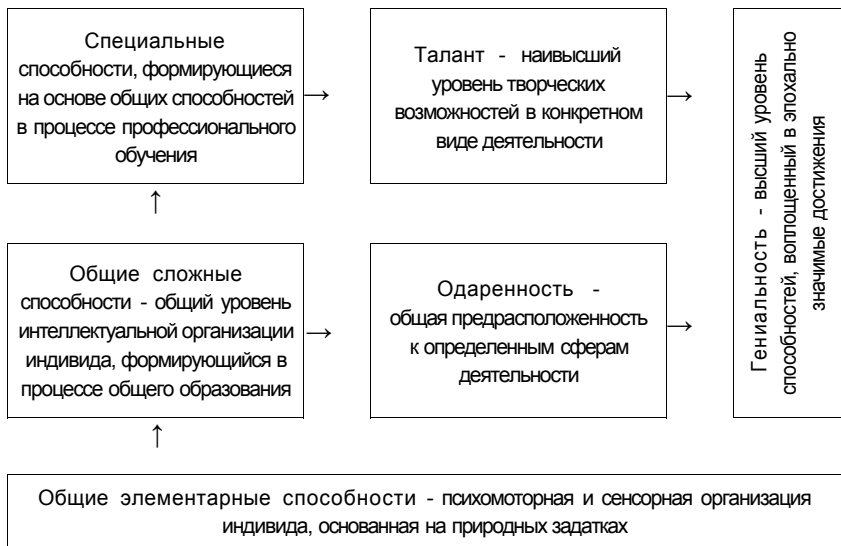 Специальные
способности, формирующиеся
на основе общих способностей
в процессе профессионального
обучения
→
Талант - наивысший
уровень творческих
возможностей в конкретном
виде деятельности
→
Гениальность - высший уровень
способностей, воплощенный в эпохально
значимые достижения
↑
Общие сложные
способности - общий уровень
интеллектуальной организации
индивида, формирующийся в
процессе общего образования
→
Одаренность -
общая предрасположенность
к определенным сферам
деятельности
→
↑
Общие элементарные способности - психомоторная и сенсорная организация
индивида, основанная на природных задатках